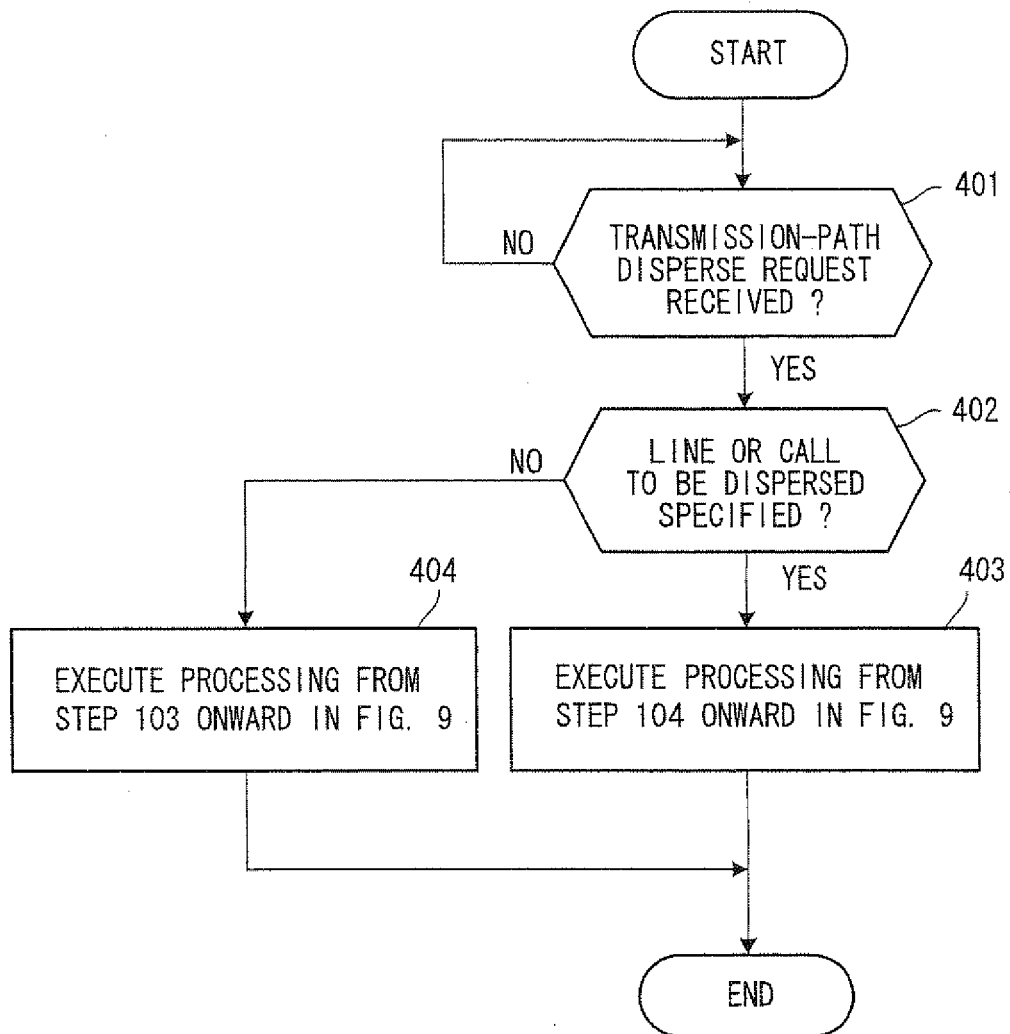 START
401
NO
TRANSMISSION-PATH
DISPERSE REQUEST
RECEIVED ?
YES
402
NO
LINE OR CALL
TO BE DISPERSED
SPECIFIED ?
YES
404
403
EXECUTE PROCESSING FROM
STEP 103 ONWARD IN FIG. 9
EXECUTE PROCESSING FROM
STEP 104 ONWARD IN FIG. 9
END